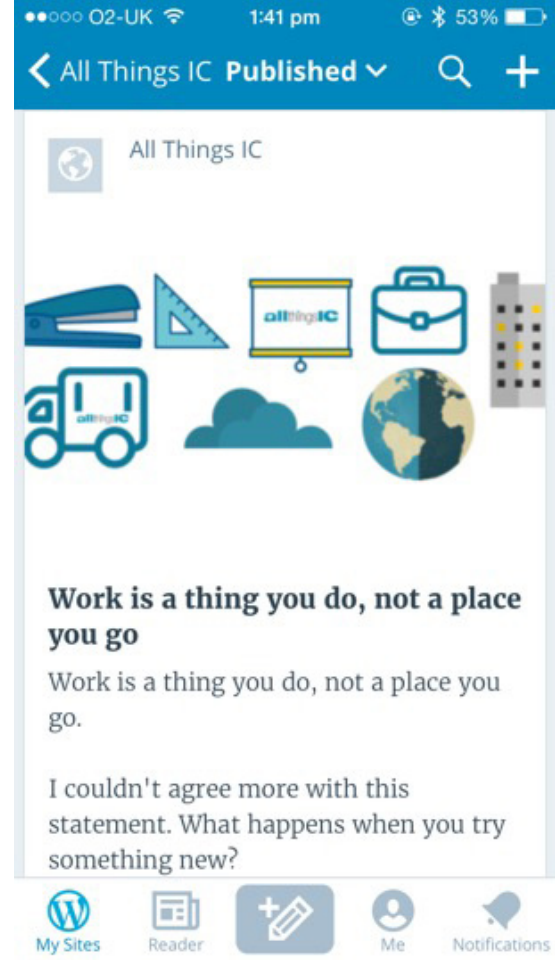 O2-UK 1:41 pm 53%
All Things IC Published
All Things IC
allthingsIC
allthingsIC
Work is a thing you do, not a place
you go
Work is a thing you do, not a place you
go.
I couldn't agree more with this
statement. What happens when you try
something new?
My Sites Reader Me Notifications